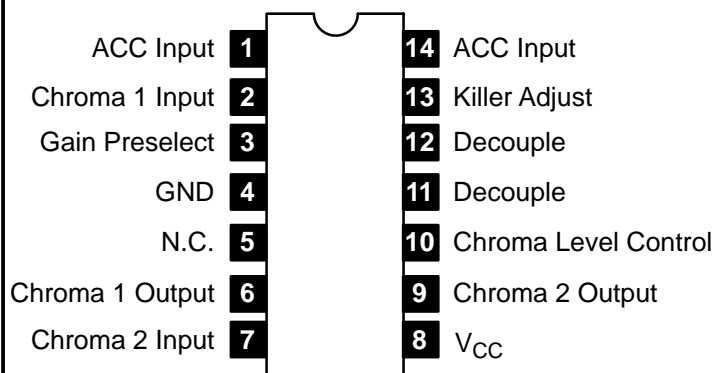 ACC Input 1 14 ACC Input
Chroma 1 Input 2 13 Killer Adjust
Gain Preselect 3 12 Decouple
GND 4 11 Decouple
N.C. 5 10 Chroma Level Control
Chroma 1 Output 6 9 Chroma 2 Output
Chroma 2 Input 7 8 VCC